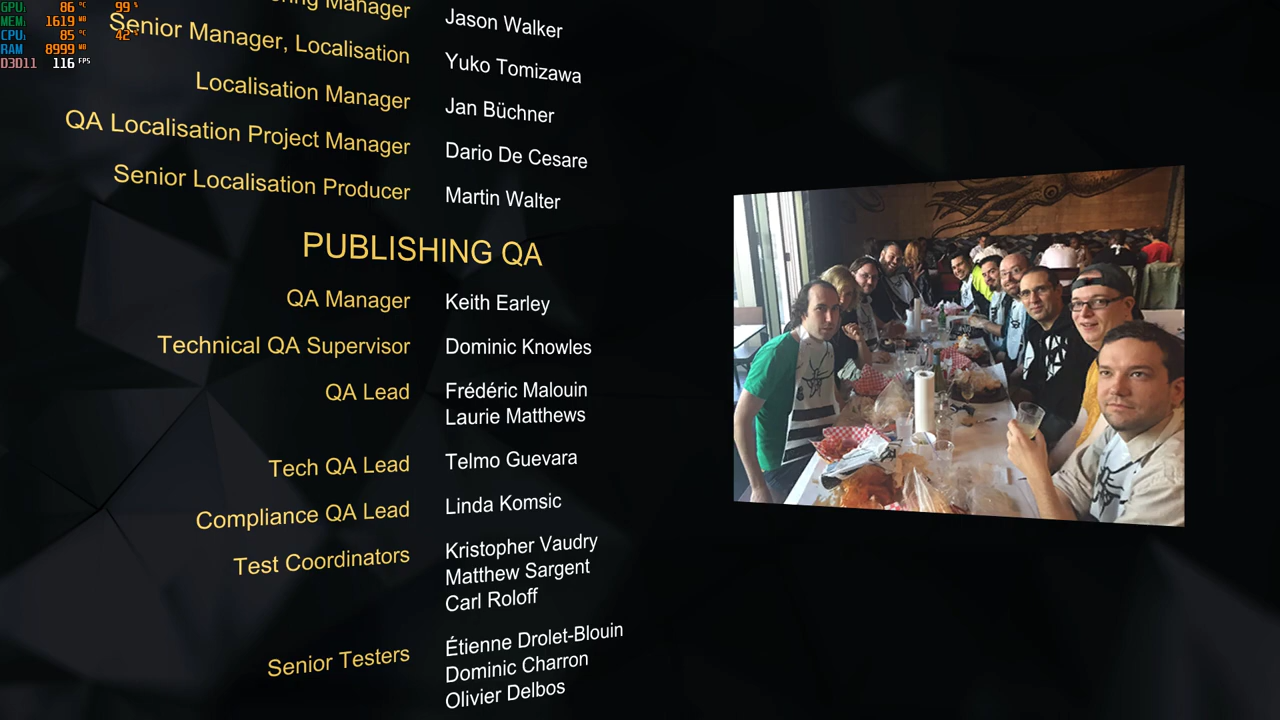 GPU: 86 °C 99 %
MEM: 1619 MB
CPU: 85 °C 42 %
RAM 8999 MB
D3D11 116 FPS
Manager Jason Walker
Senior Manager, Localisation Yuko Tomizawa
Localisation Manager Jan Büchner
QA Localisation Project Manager Dario De Cesare
Senior Localisation Producer Martin Walter
PUBLISHING QA
QA Manager Keith Earley
Technical QA Supervisor Dominic Knowles
QA Lead Frédéric Malouin
Laurie Matthews
Tech QA Lead Telmo Guevara
Compliance QA Lead Linda Komsic
Test Coordinators Kristopher Vaudry
Matthew Sargent
Carl Roloff
Senior Testers Étienne Drolet-Blouin
Dominic Charron
Olivier Delbos